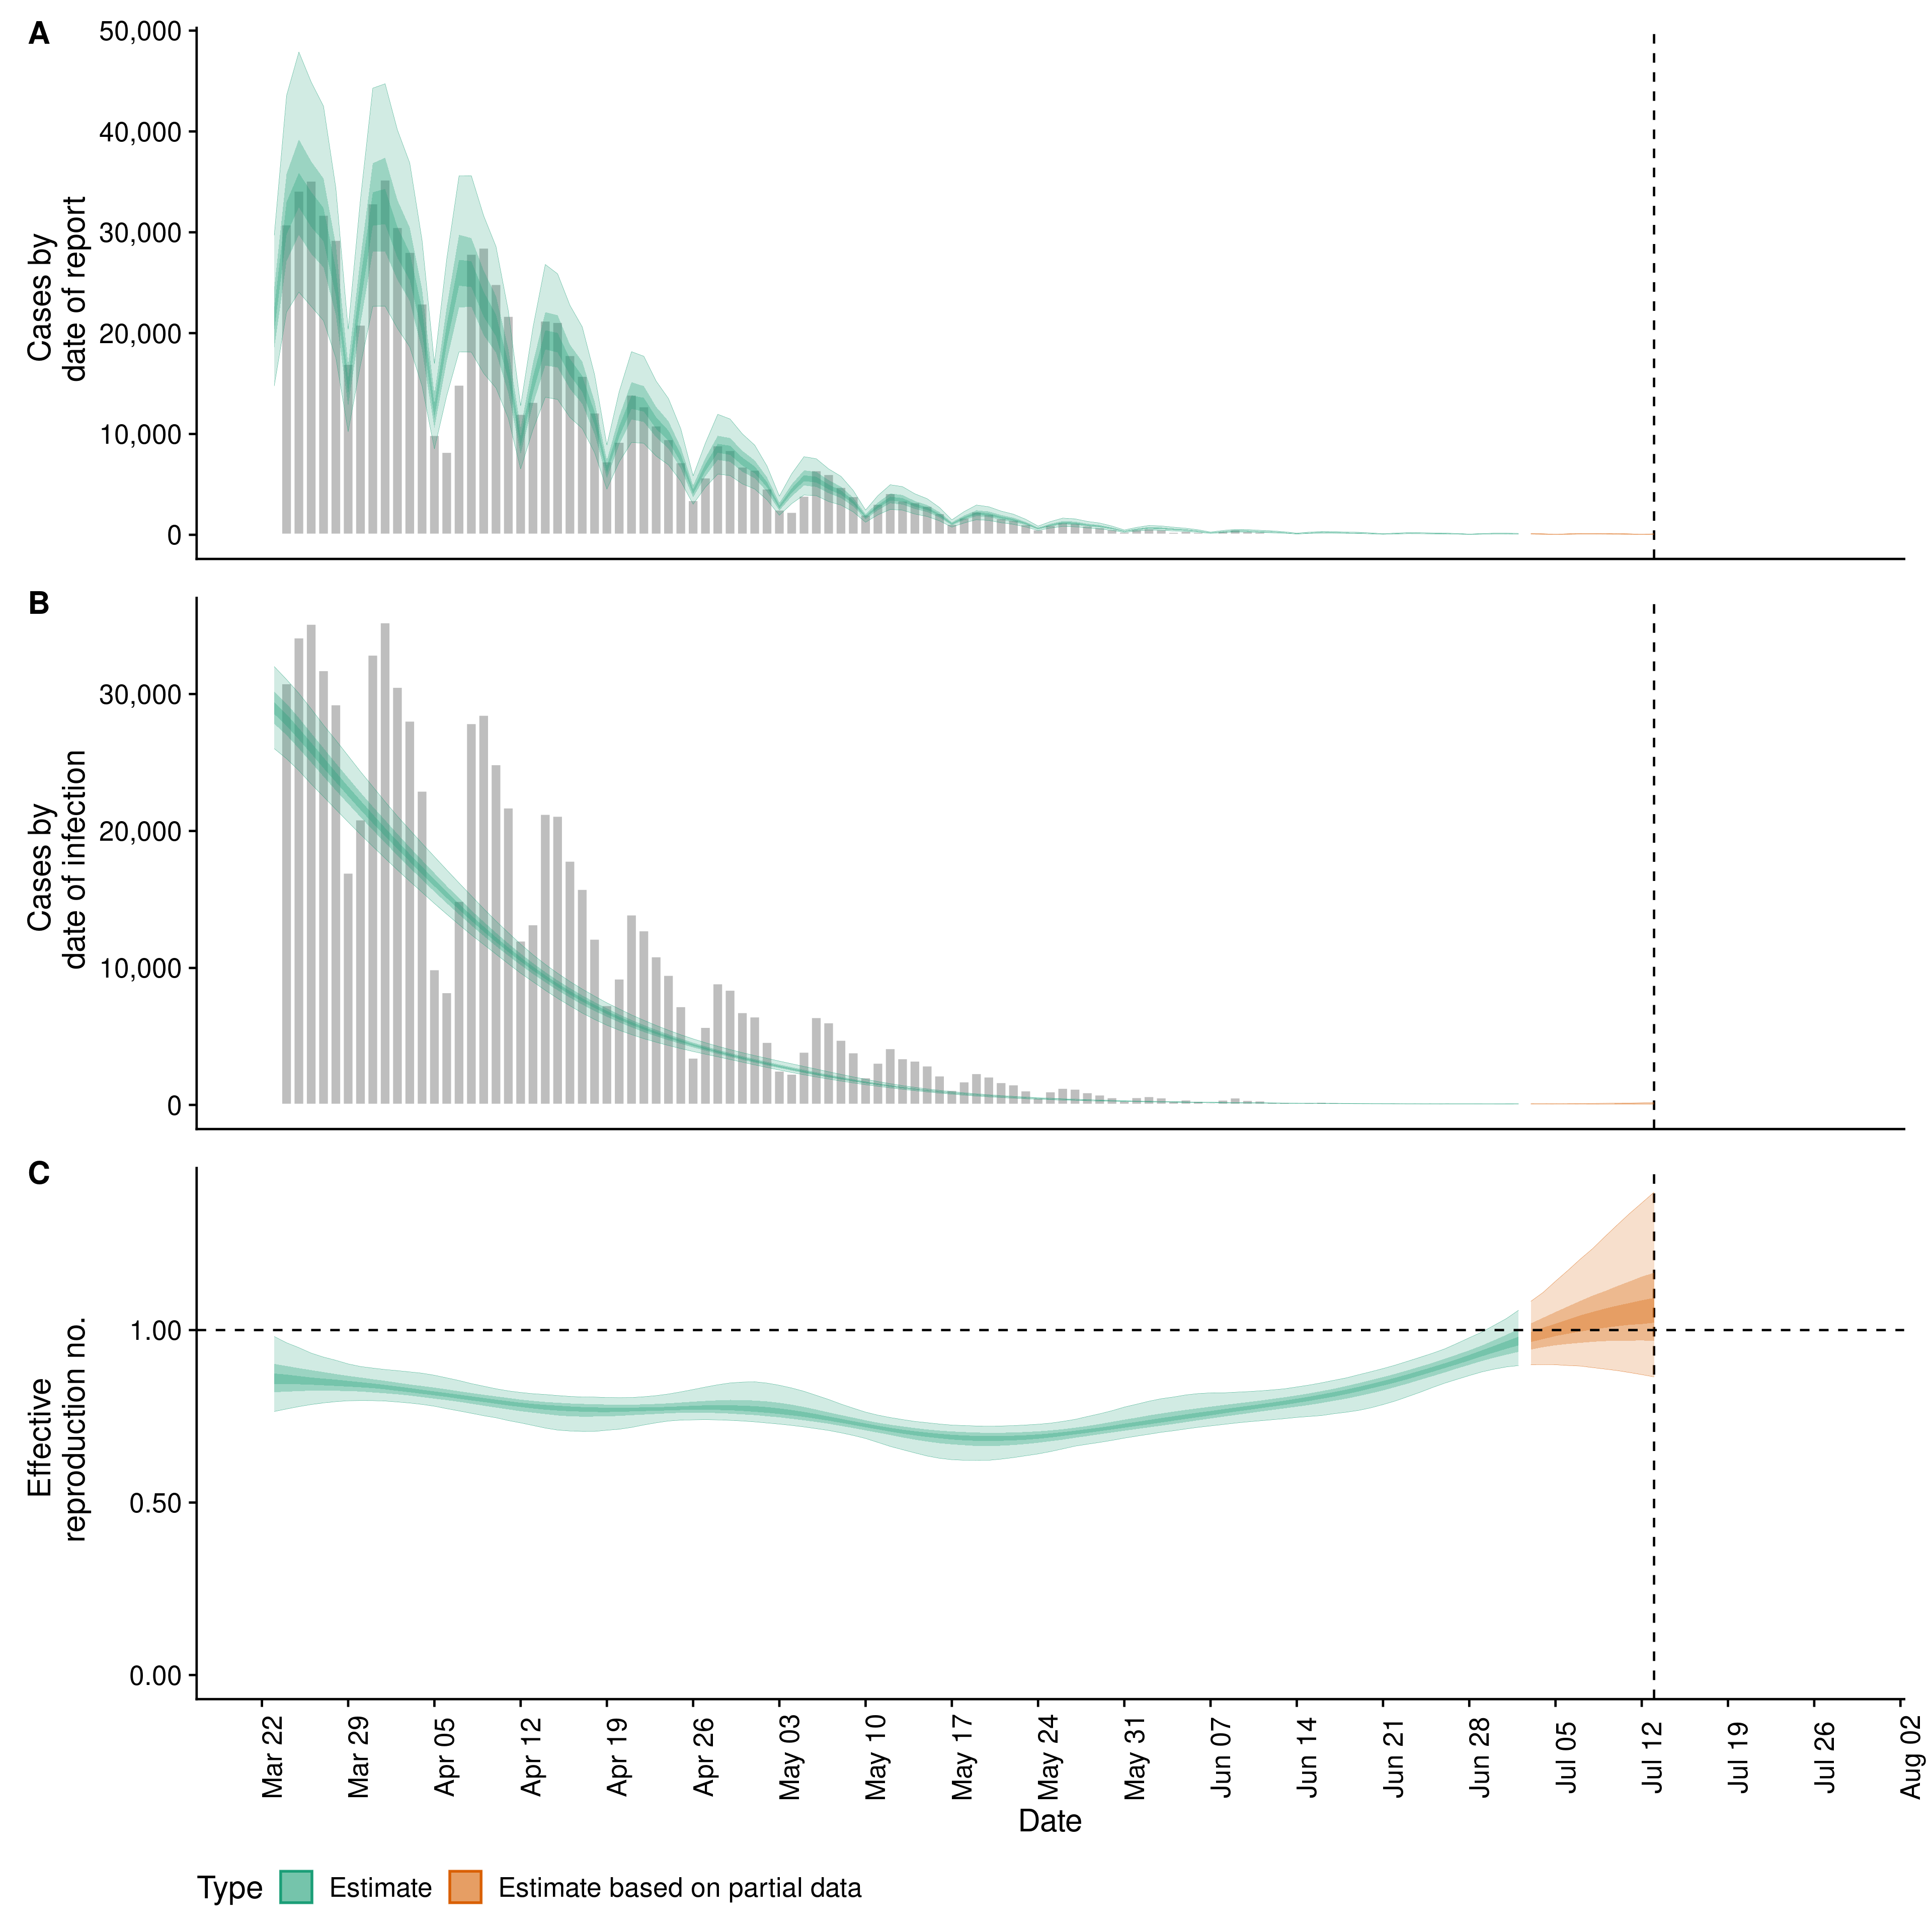 A
50,000
40,000
30,000
20,000
10,000
0
Cases by
date of report
B
30,000
20,000
10,000
0
Cases by
date of infection
C
1.00
0.50
0.00
Effective
reproduction no.
Mar 22
Mar 29
Apr 05
Apr 12
Apr 19
Apr 26
May 03
May 10
May 17
May 24
May 31
Jun 07
Jun 14
Jun 21
Jun 28
Jul 05
Jul 12
Jul 19
Jul 26
Aug 02
Date
Type Estimate Estimate based on partial data